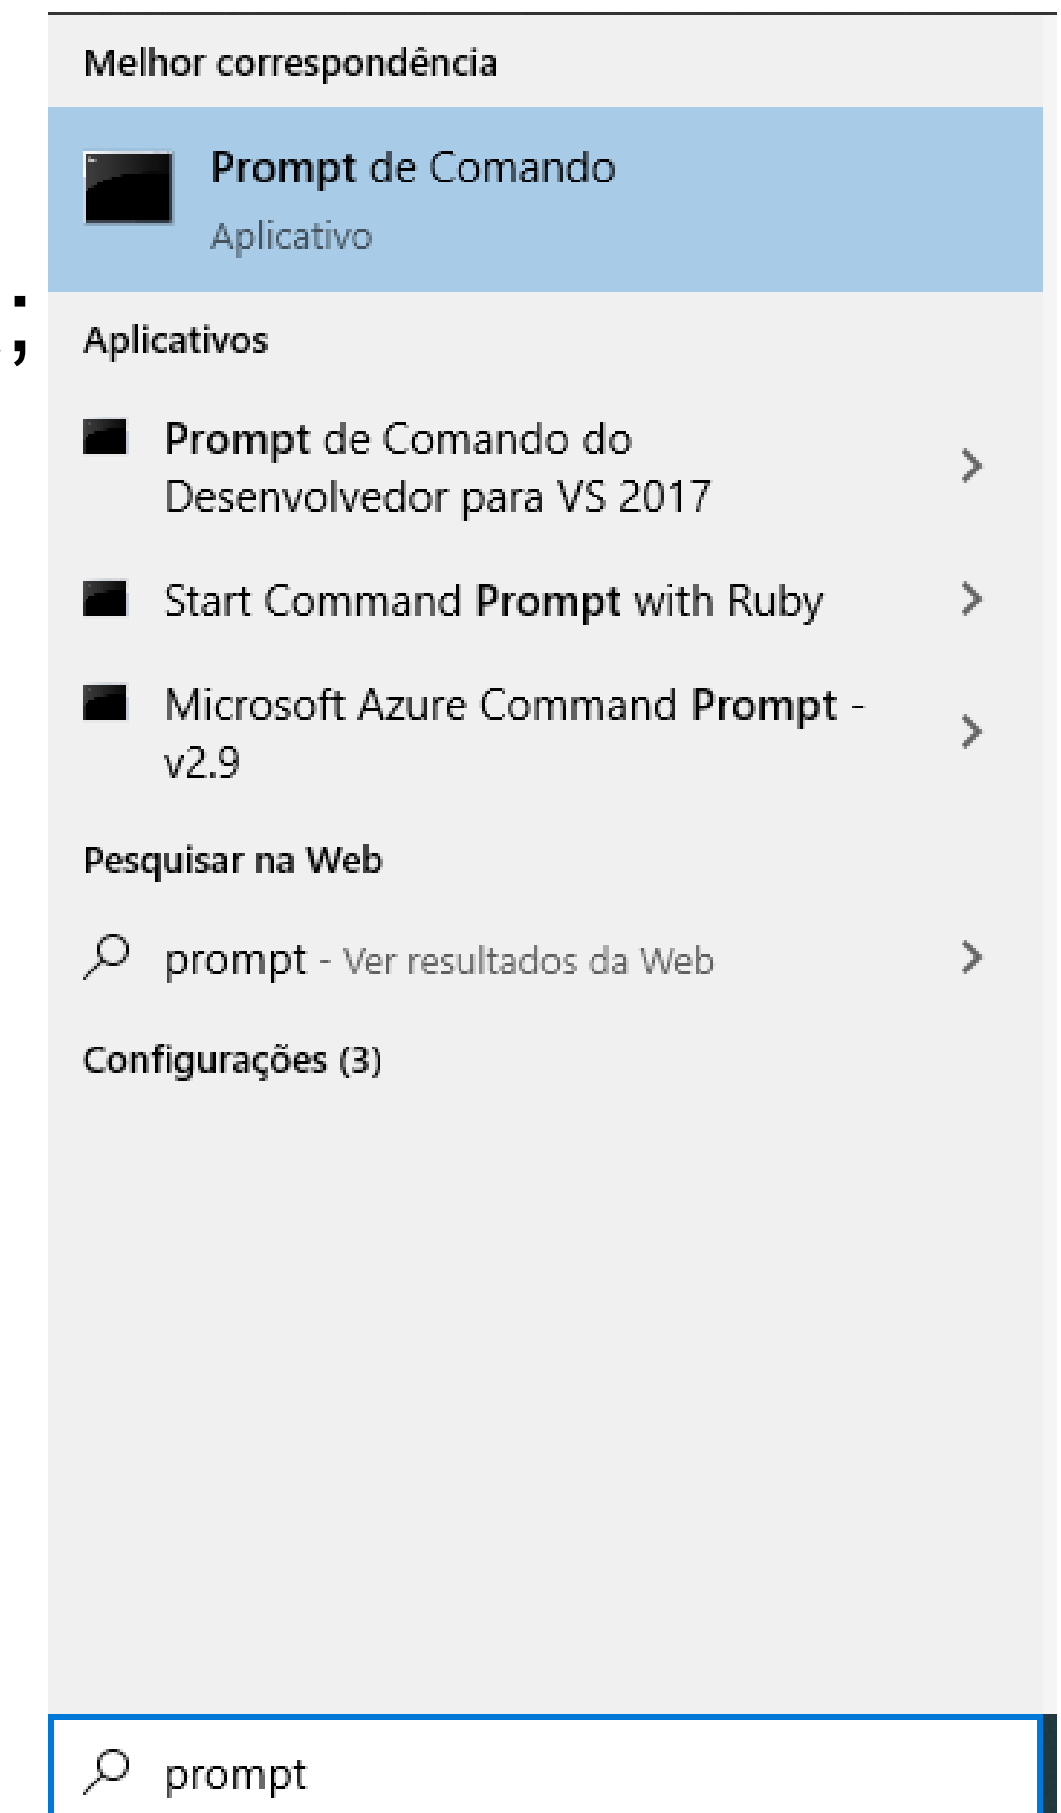 Melhor correspondência
Prompt de Comando
Aplicativo
;
Aplicativos
Prompt de Comando do
Desenvolvedor para VS 2017
Start Command Prompt with Ruby
Microsoft Azure Command Prompt -
v2.9
Pesquisar na Web
prompt - Ver resultados da Web
Configurações (3)
prompt